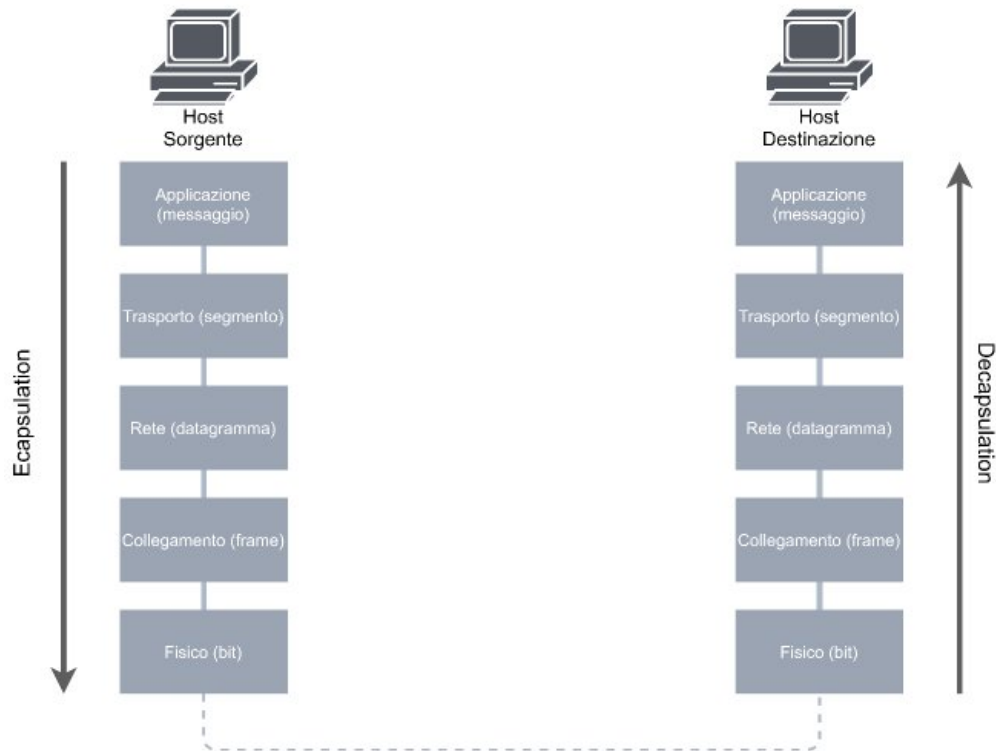 Host
Sorgente
Host
Destinazione
Ecapsulation
Applicazione
(messaggio)
Trasporto (segmento)
Rete (datagramma)
Collegamento (frame)
Fisico (bit)
Applicazione
(messaggio)
Trasporto (segmento)
Rete (datagramma)
Collegamento (frame)
Fisico (bit)
Decapsulation